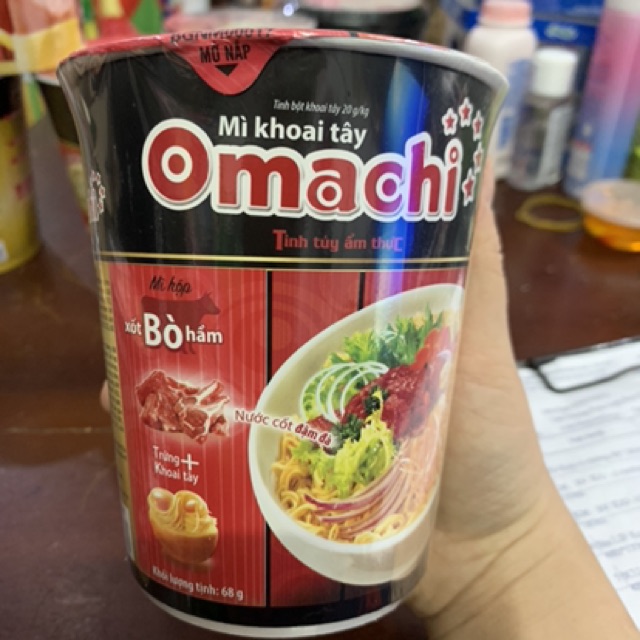 MỞ NẮP
Tinh bột khoai tây 20 g/kg
Mì khoai tây
Omachi
Tinh túy ẩm thực
Mì hộp
xốt Bò hầm
Nước cốt đậm đà
Trứng +
Khoai tây
Khối lượng tịnh: 68 g